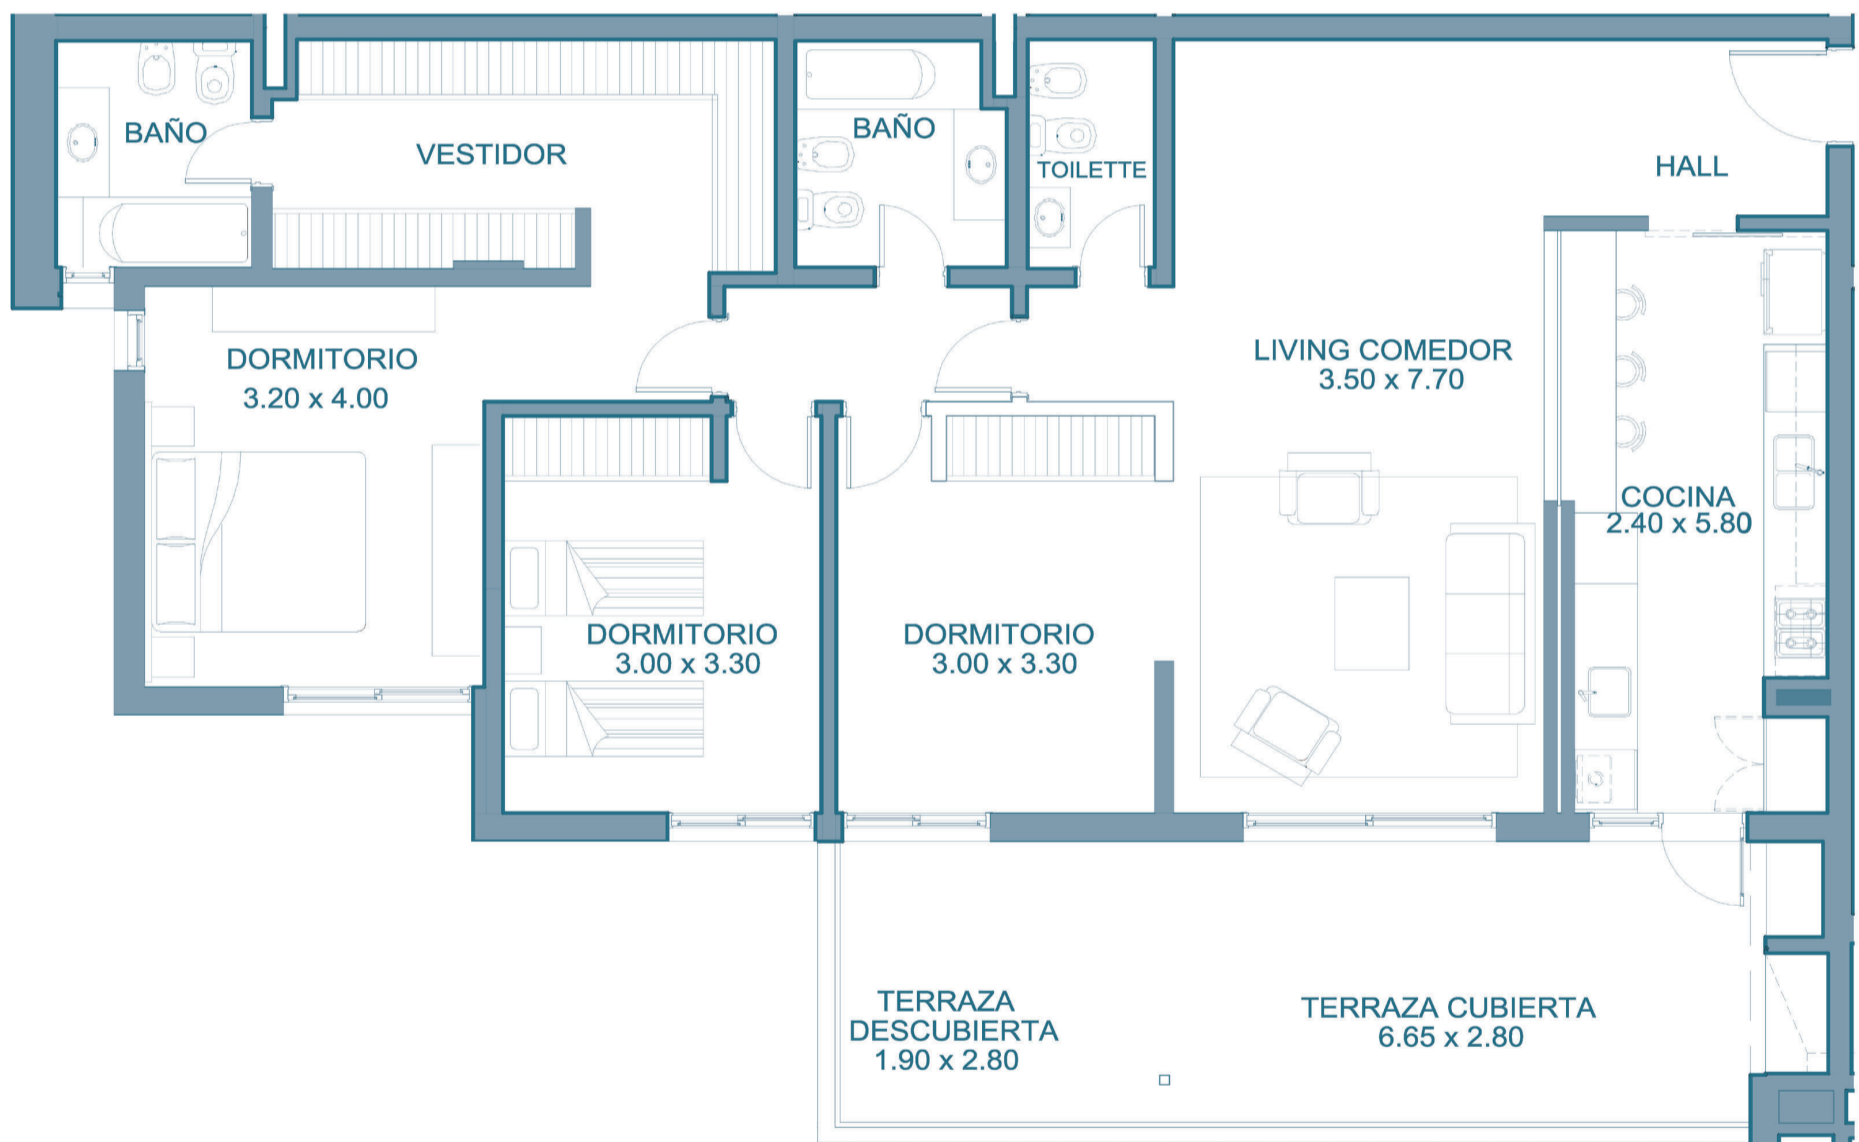 BAÑO
VESTIDOR
BAÑO
TOILETTE
HALL
DORMITORIO
3.20 x 4.00
LIVING COMEDOR
3.50 x 7.70
COCINA
2.40 x 5.80
DORMITORIO
3.00 x 3.30
DORMITORIO
3.00 x 3.30
TERRAZA
DESCUBIERTA
1.90 x 2.80
TERRAZA CUBIERTA
6.65 x 2.80